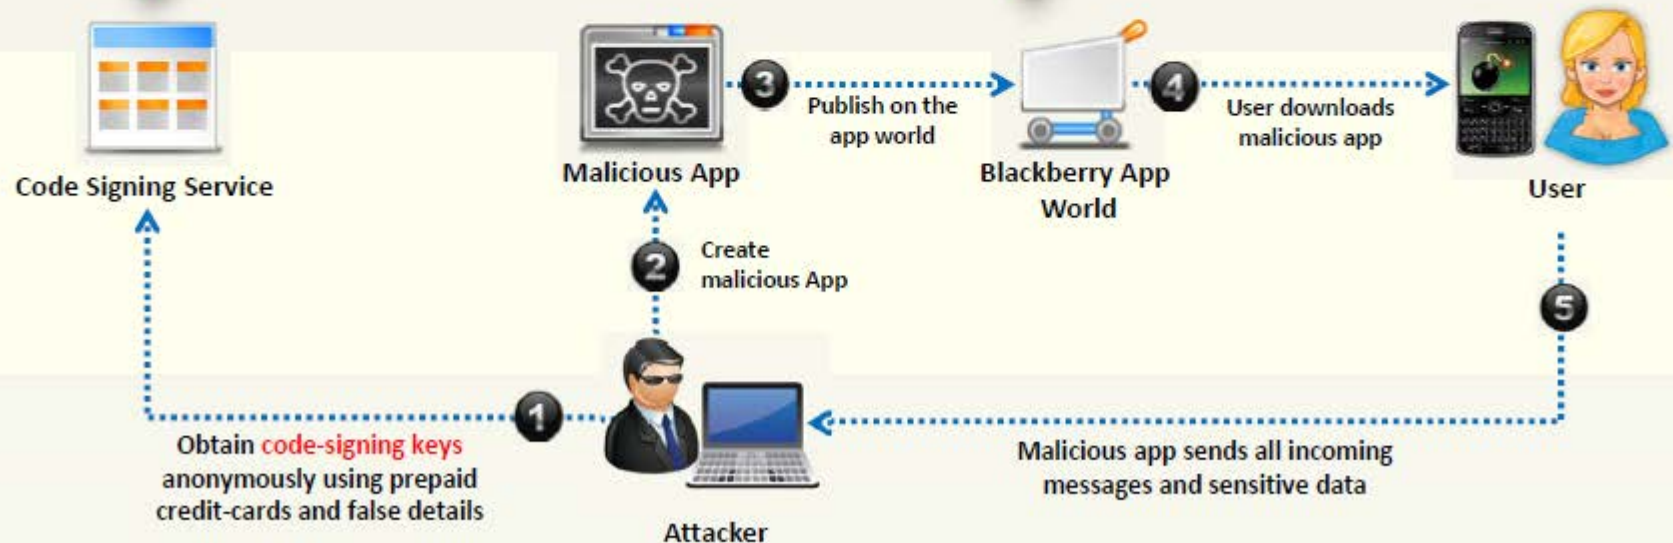 Code Signing Service
Malicious App
3
Publish on the
app world
Blackberry App
World
4
User downloads
malicious app
User
2
Create
malicious App
1
Obtain code-signing keys
anonymously using prepaid
credit-cards and false details
Attacker
5
Malicious app sends all incoming
messages and sensitive data